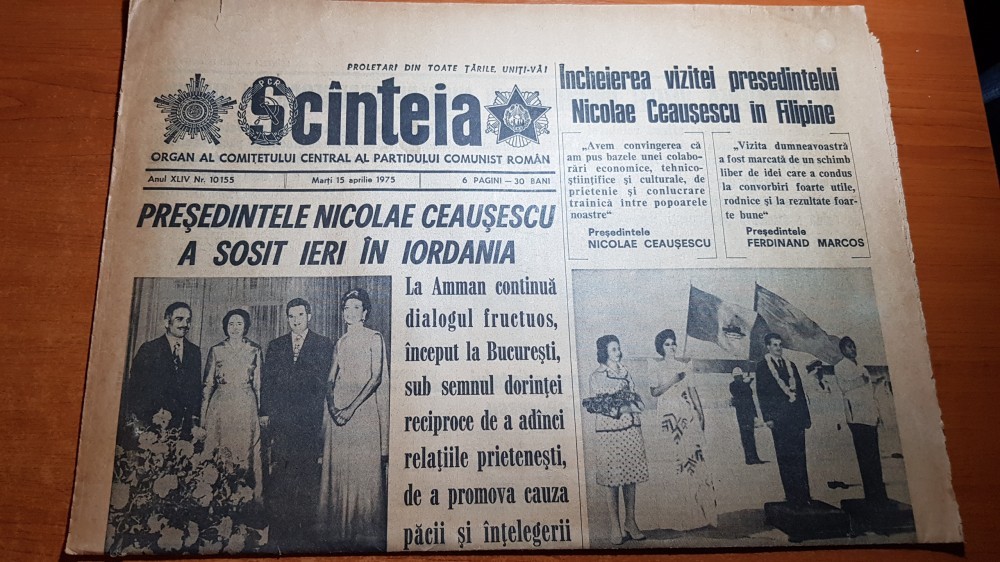 PROLETARI DIN TOATE ȚĂRILE, UNIȚI-VĂ!
PCR
Scînteia
ORGAN AL COMITETULUI CENTRAL AL PARTIDULUI COMUNIST ROMÂN
Anul XLIV Nr. 10155
Marți 15 aprilie 1975
6 PAGINI — 30 BANI
PREȘEDINTELE NICOLAE CEAUȘESCU
A SOSIT IERI ÎN IORDANIA
La Amman continuă
dialogul fructuos,
început la București,
sub semnul dorinței
reciproce de a adînci
relațiile prietenești,
de a promova cauza
păcii și înțelegerii
Încheierea vizitei președintelui
Nicolae Ceaușescu în Filipine
„Avem convingerea că
am pus bazele unei colabo-
rări economice, tehnico-
științifice și culturale, de
prietenie și conlucrare
trainică între popoarele
noastre“
Președintele
NICOLAE CEAUȘESCU
„Vizita dumneavoastră
a fost marcată de un schimb
liber de idei care a condus
la convorbiri foarte utile,
rodnice și la rezultate foar-
te bune“
Președintele
FERDINAND MARCOS